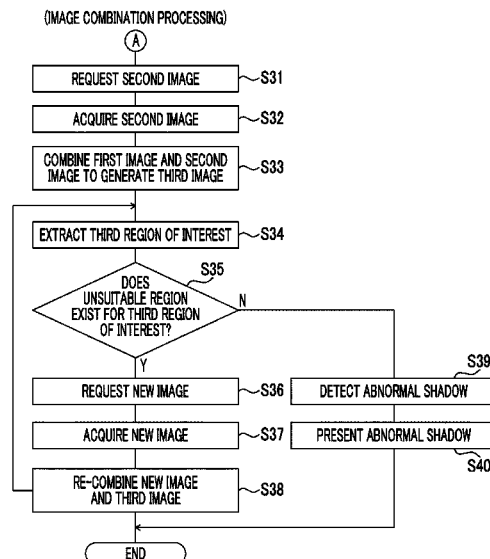 (IMAGE COMBINATION PROCESSING)
A
REQUEST SECOND IMAGE
S31
ACQUIRE SECOND IMAGE
S32
COMBINE FIRST IMAGE AND SECOND
IMAGE TO GENERATE THIRD IMAGE
S33
EXTRACT THIRD REGION OF INTEREST
S34
S35
DOES
UNSUITABLE REGION
EXIST FOR THIRD REGION
OF INTEREST?
N
Y
REQUEST NEW IMAGE
S36
S39
DETECT ABNORMAL SHADOW
ACQUIRE NEW IMAGE
S37
PRESENT ABNORMAL SHADOW
S40
RE-COMBINE NEW IMAGE
AND THIRD IMAGE
S38
END